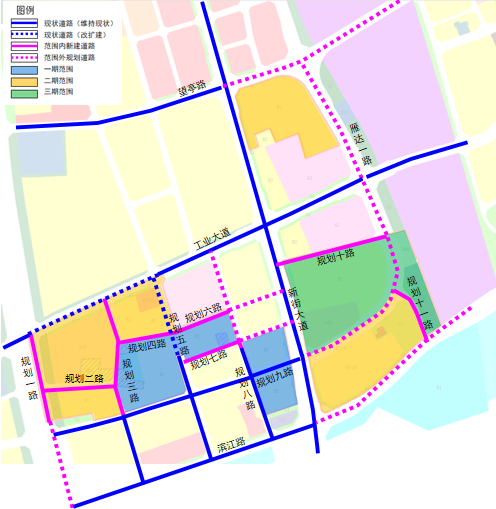 图例
现状道路（维持现状）
现状道路（改扩建）
范围内新建道路
范围外规划道路
一期范围
二期范围
三期范围
望亭路
雁达一路
工业大道
规划十路
新街大道
规划十一路
规划六路
规划五路
规划四路
规划七路
规划一路
规划二路
规划三路
规划八路
规划九路
滨江路